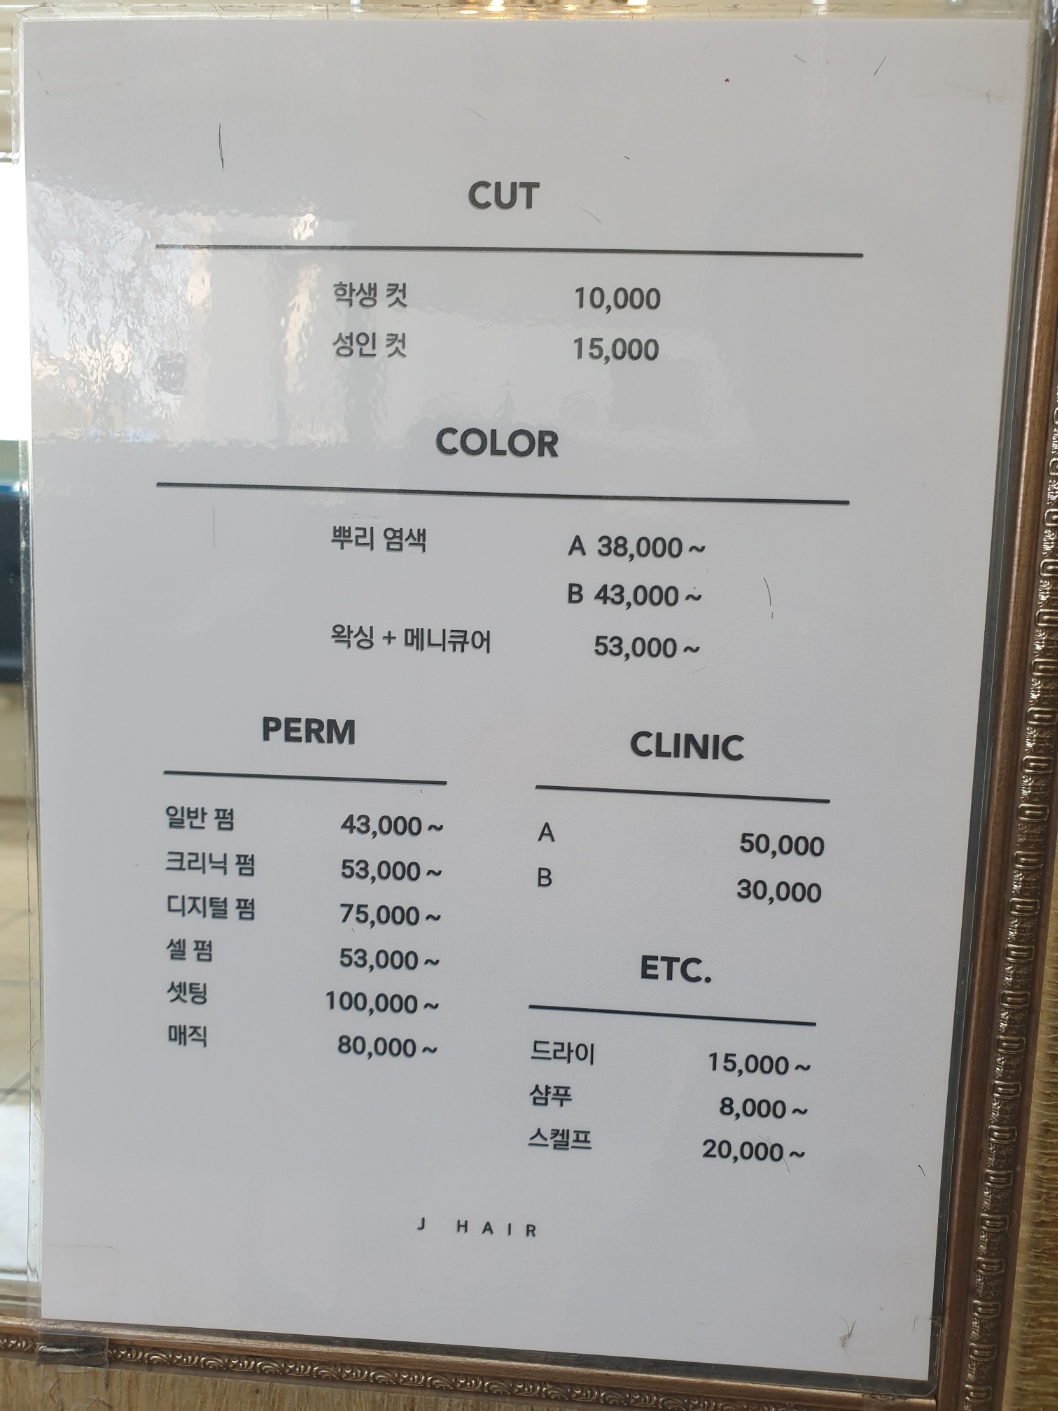 CUT
학생 컷 10,000
성인 컷 15,000
COLOR
뿌리 염색 A 38,000~
B 43,000~
왁싱 + 메니큐어 53,000~
PERM
일반 펌 43,000~
크리닉 펌 53,000~
디지털 펌 75,000~
셀 펌 53,000~
셋팅 100,000~
매직 80,000~
CLINIC
A 50,000
B 30,000
ETC.
드라이 15,000~
샴푸 8,000~
스켈프 20,000~
J HAIR